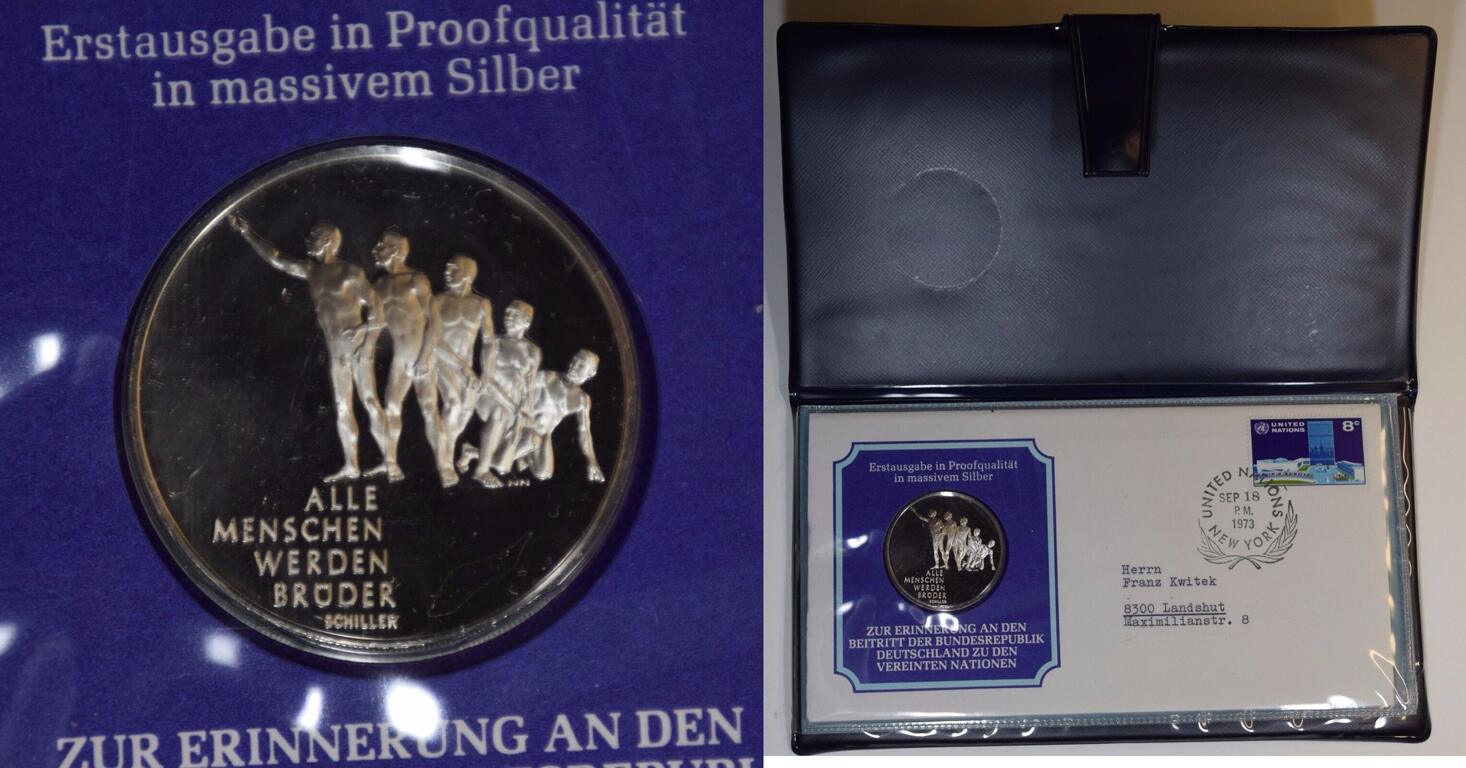 Erstausgabe in Proofqualität
in massivem Silber
NN
ALLE
MENSCHEN
WERDEN
BRÜDER
SCHILLER
ZUR ERINNERUNG AN DEN
UNITED
NATIONS
8c
Erstausgabe in Proofqualität
in massivem Silber
ALLE
MENSCHEN
WERDEN
BRÜDER
SCHILLER
ZUR ERINNERUNG AN DEN
BEITRITT DER BUNDESREPUBLIK
DEUTSCHLAND ZU DEN
VEREINTEN NATIONEN
UNITED NATIONS
SEP 18
P.M.
1973
NEW YORK
Herrn
Franz Kwitek
8300 Landshut
Maximilianstr. 8